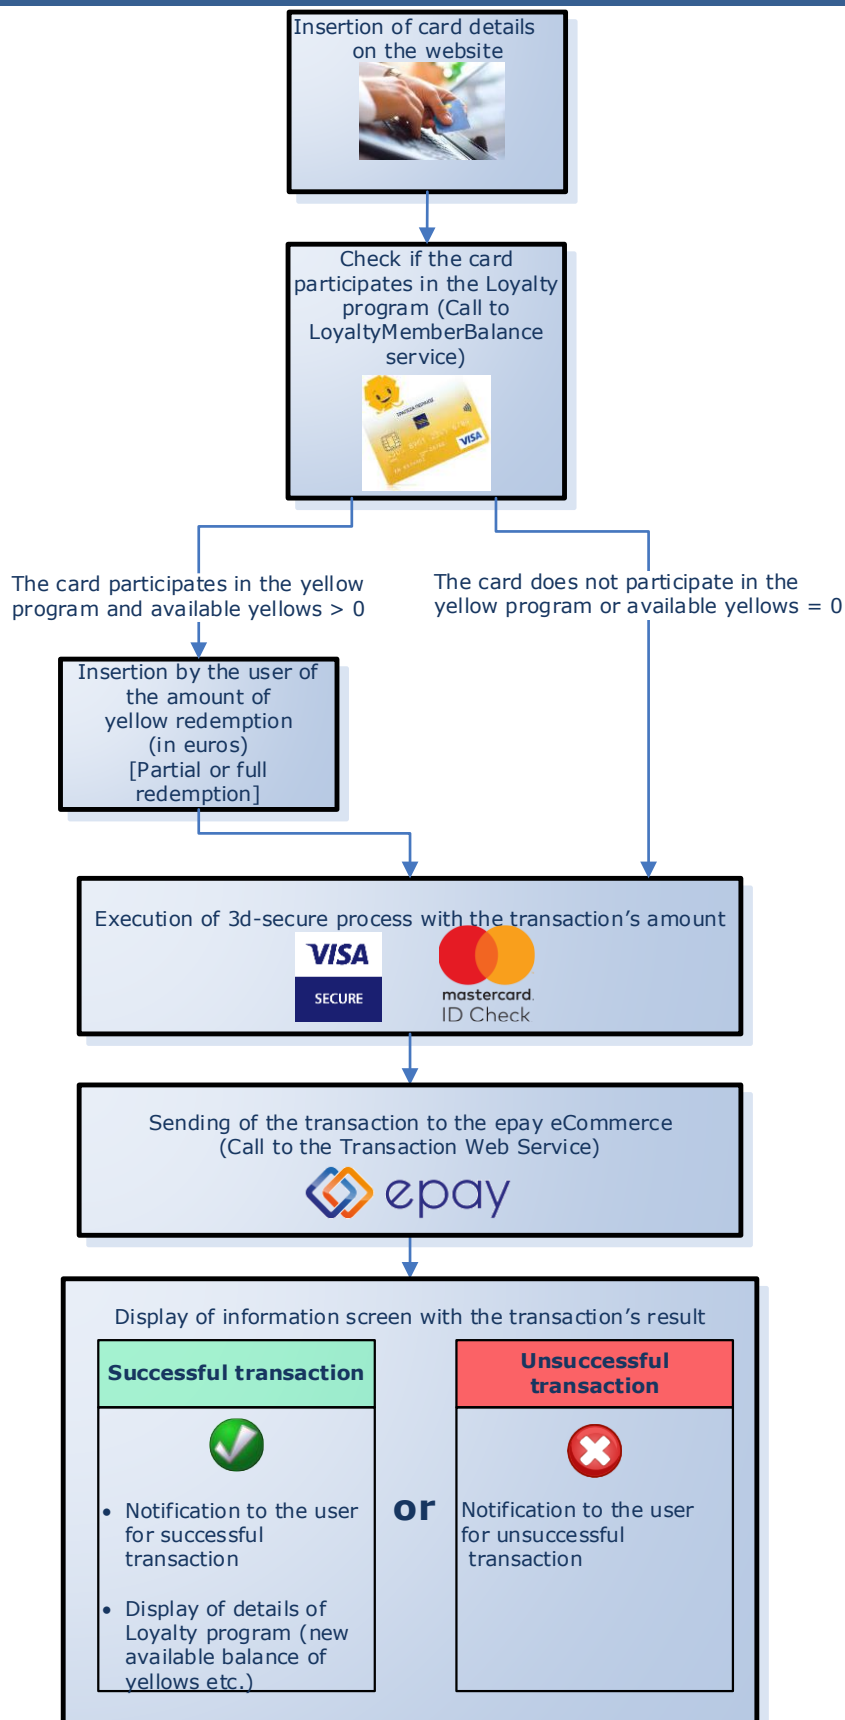 Insertion of card details
on the website
Check if the card
participates in the Loyalty
program (Call to
LoyaltyMemberBalance
service)
ΤΡΑΠΕΖΑ ΠΕΙΡΑΙΩΣ
VISA
The card participates in the yellow
program and available yellows > 0
The card does not participate in the
yellow program or available yellows = 0
Insertion by the user of
the amount of
yellow redemption
(in euros)
[Partial or full
redemption]
Execution of 3d-secure process with the transaction’s amount
VISA
SECURE
mastercard.
ID Check
Sending of the transaction to the epay eCommerce
(Call to the Transaction Web Service)
epay
Display of information screen with the transaction’s result
Successful transaction
• Notification to the user
for successful
transaction
• Display of details of
Loyalty program (new
available balance of
yellows etc.)
or
Unsuccessful
transaction
Notification to the user
for unsuccessful
transaction